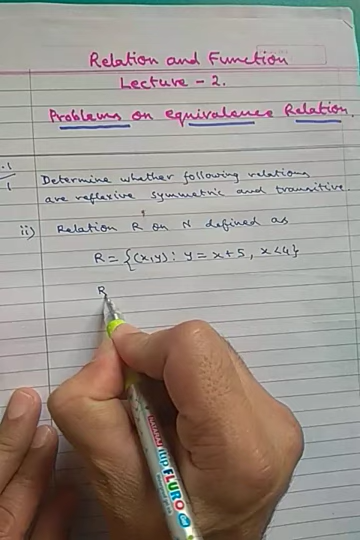 Relation and Function
Lecture - 2.
Problems on equivalence Relation.
Determine whether following relations
are reflexive symmetric and transitive
ii) Relation R on N defined as
R = {(x,y) : y = x + 5, x < 4}
R
FLURO